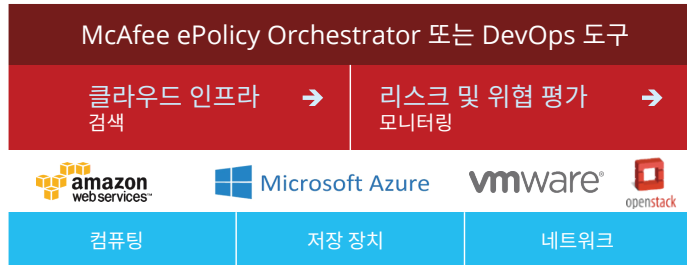 McAfee ePolicy Orchestrator 또는 DevOps 도구
클라우드 인프라 ➔
검색
리스크 및 위협 평가 ➔
모니터링
amazon
webservices™
Microsoft Azure
vmware®
openstack
컴퓨팅
저장 장치
네트워크